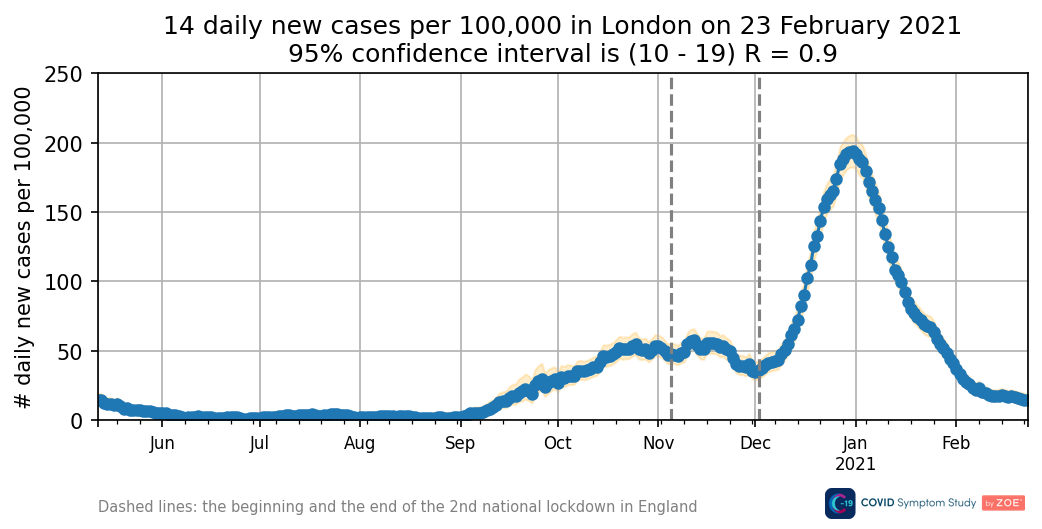 14 daily new cases per 100,000 in London on 23 February 2021
95% confidence interval is (10 - 19) R = 0.9
# daily new cases per 100,000
250
200
150
100
50
0
Jun Jul Aug Sep Oct Nov Dec Jan Feb
2021
Dashed lines: the beginning and the end of the 2nd national lockdown in England
C-19 COVID Symptom Study by ZOE